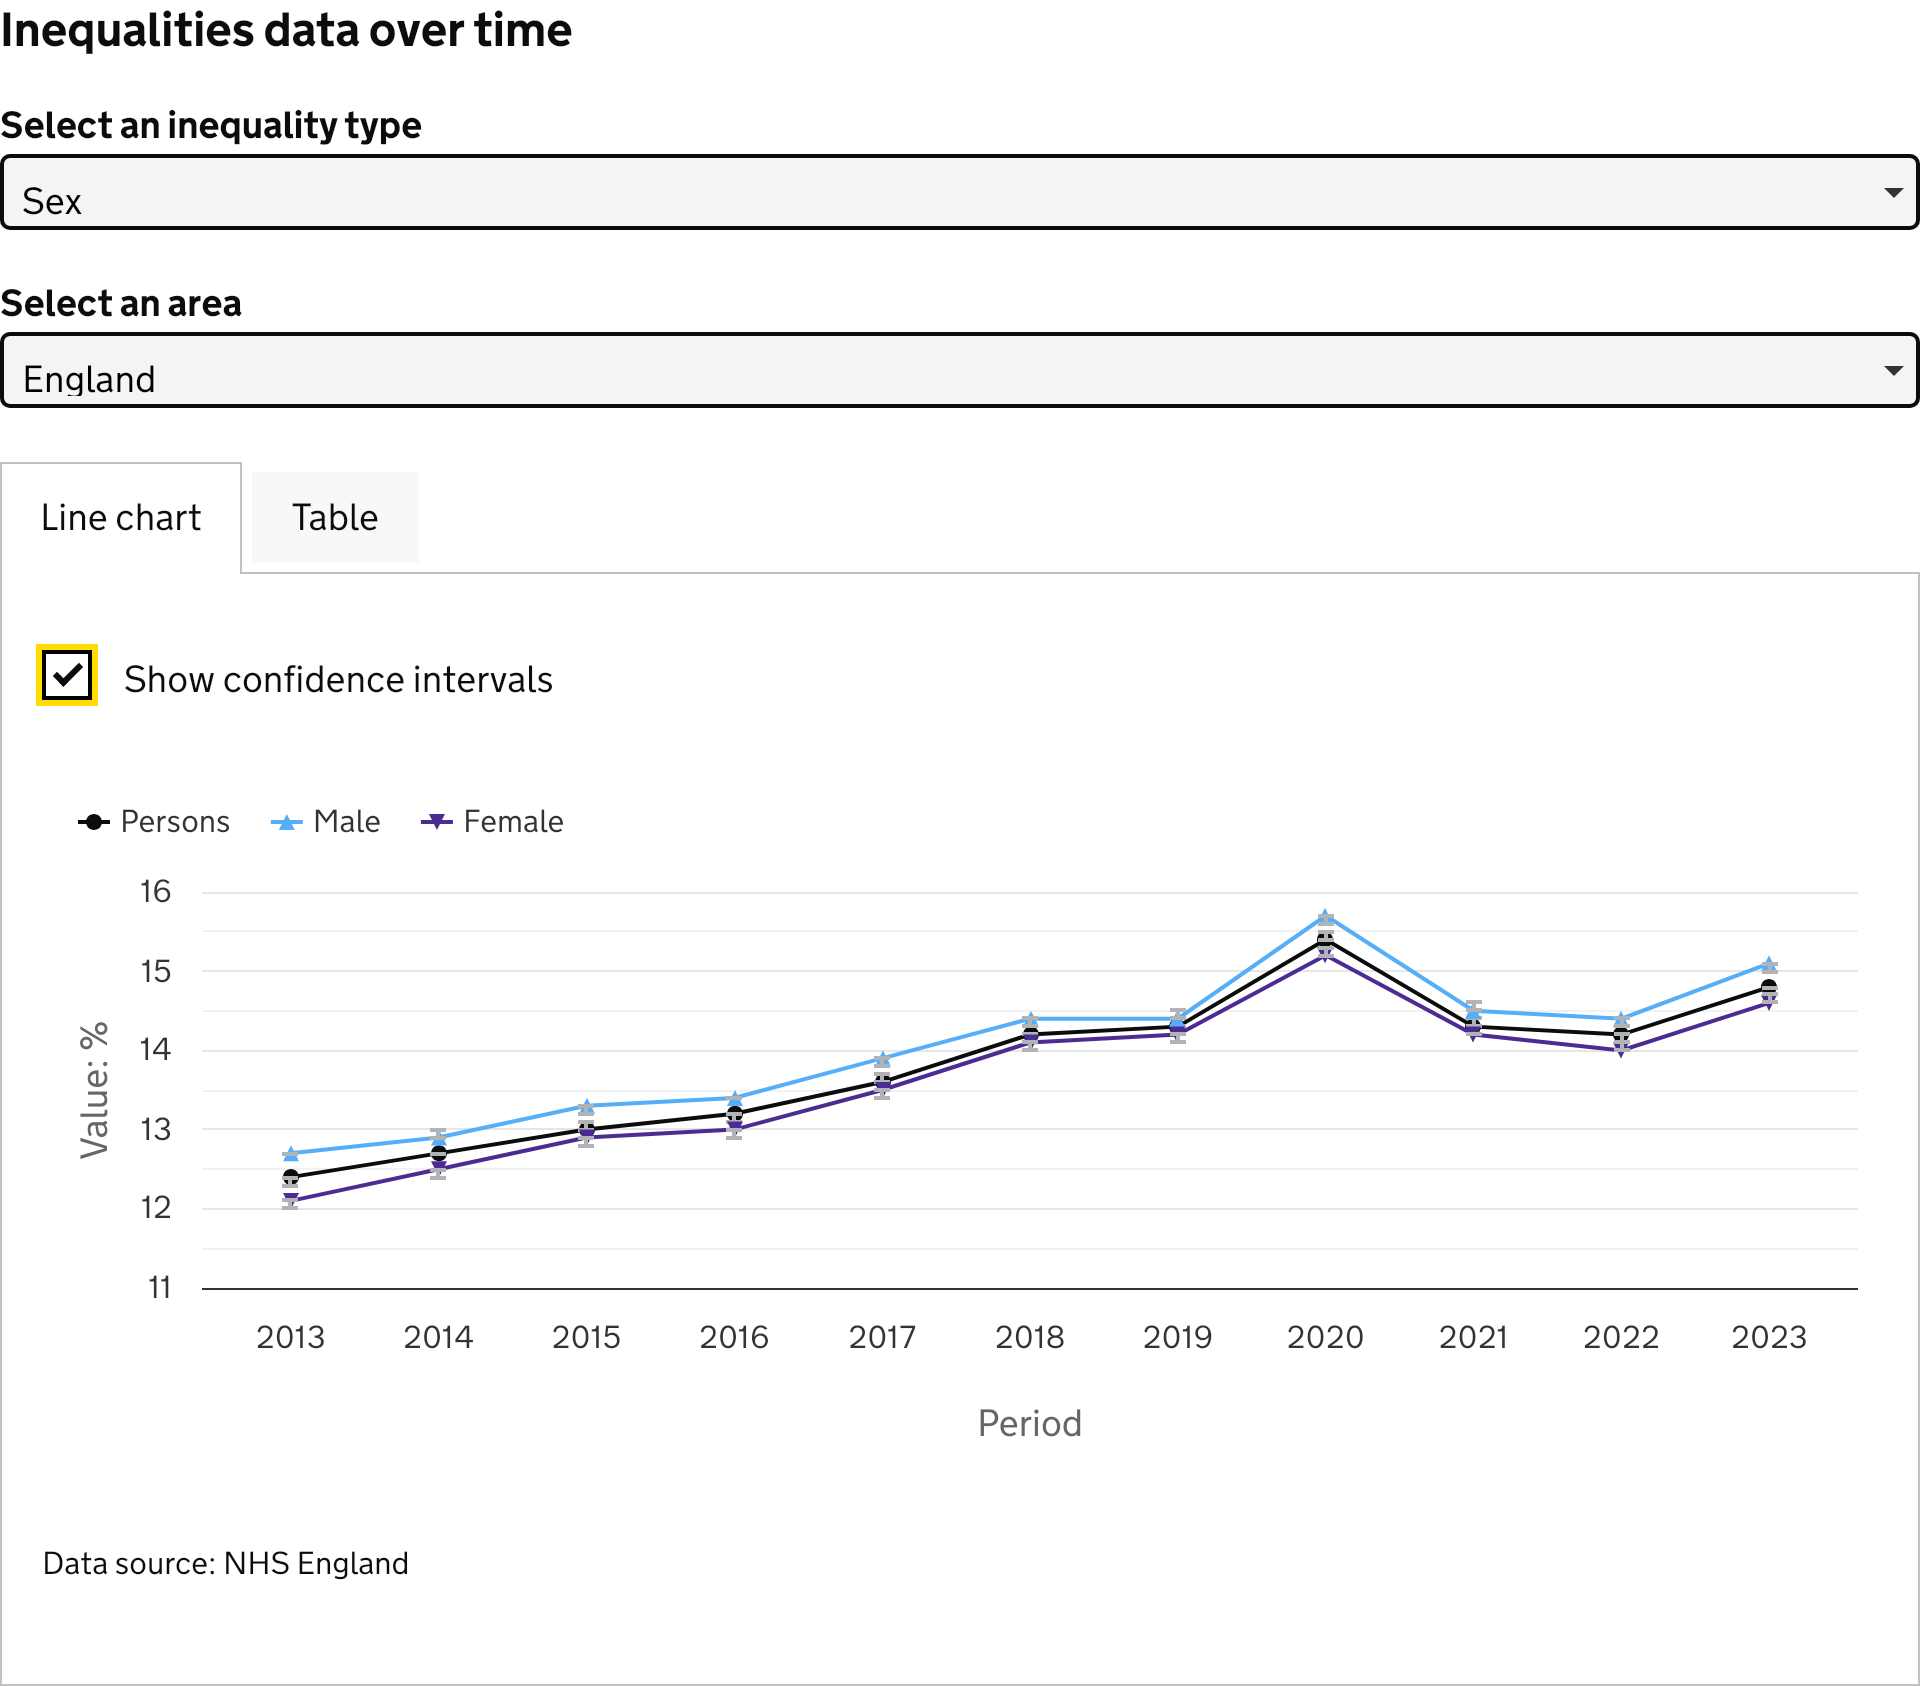 Inequalities data over time
Select an inequality type
Sex
Select an area
England
Line chart
Table
Show confidence intervals
Persons
Male
Female
16
15
14
13
12
11
Value: %
2013
2014
2015
2016
2017
2018
2019
2020
2021
2022
2023
Period
Data source: NHS England